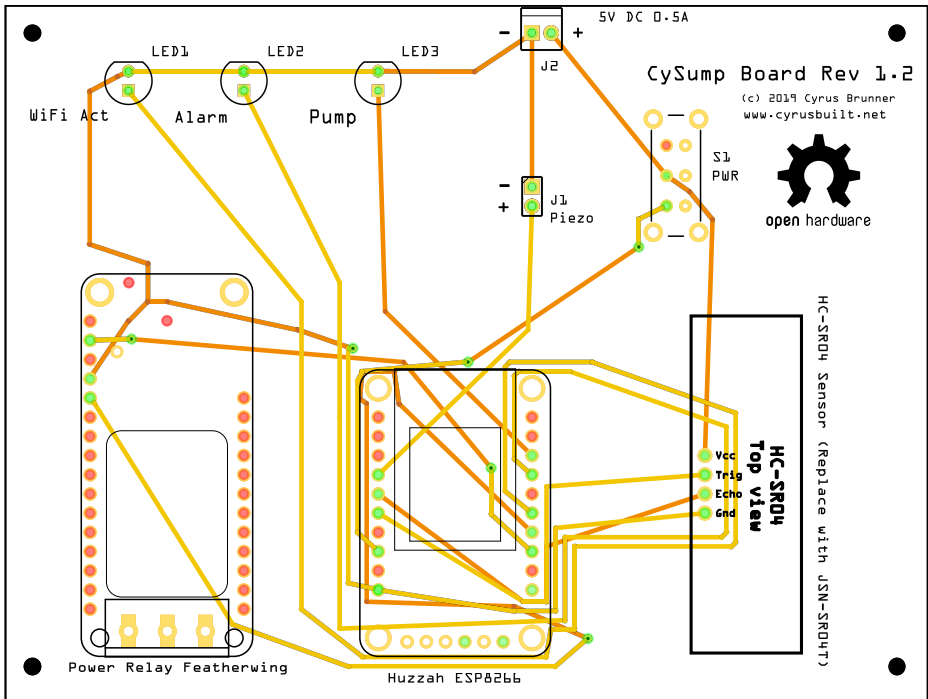 5V DC 0.5A
- +
J2
LED1
LED2
LED3
WiFi Act
Alarm
Pump
CySump Board Rev 1.2
(c) 2019 Cyrus Brunner
www.cyrusbuilt.net
S1
PWR
open hardware
-
+
J1
Piezo
HC-SR04 Sensor (Replace with JSN-SR04T)
HC-SR04
Top View
Vcc
Trig
Echo
Gnd
Power Relay Featherwing
Huzzah ESP8266